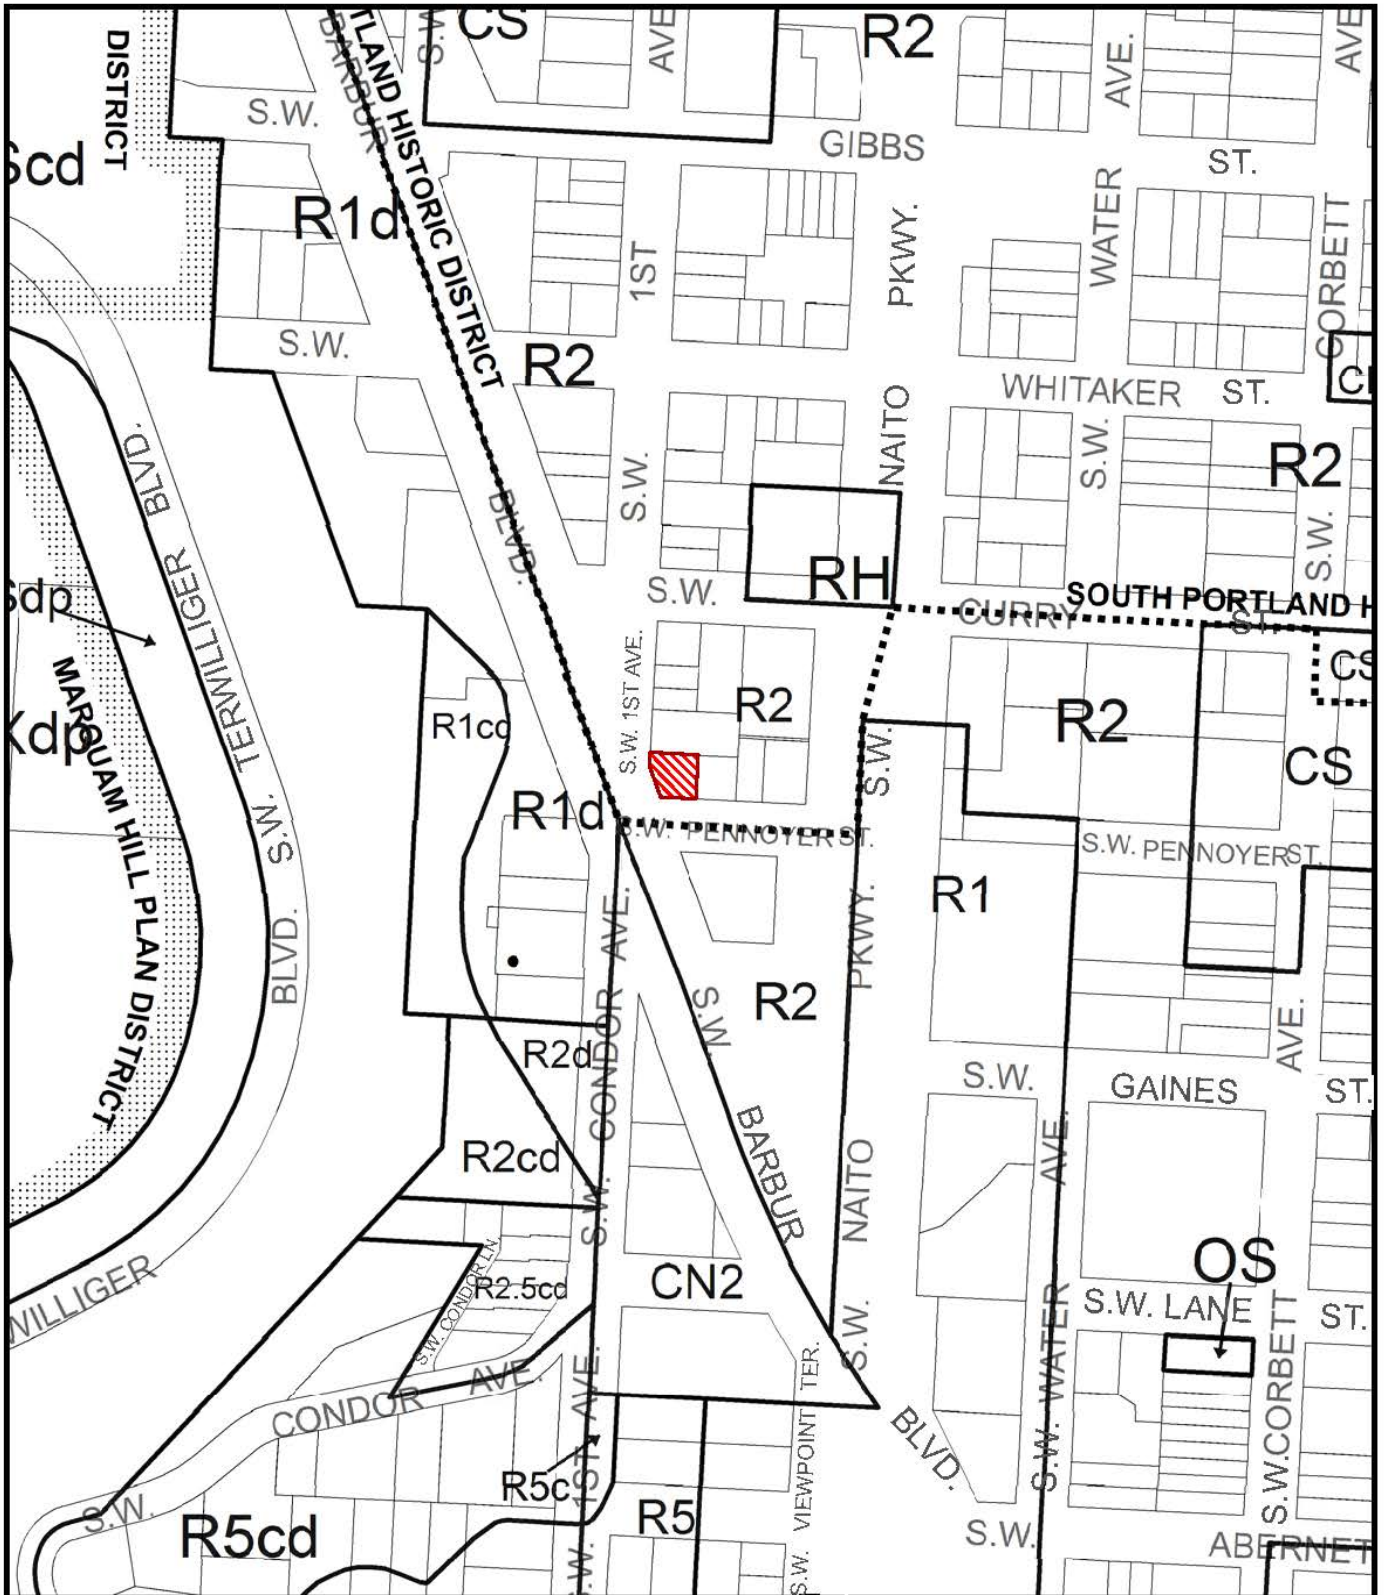 DISTRICT
BARBUR
S.W.
CS
AVE
R2
AVE.
AVE
S.W.
GIBBS
ST.
R1d
HISTORIC DISTRICT
1ST
PKWY.
WATER
CORBETT
S.W.
R2
WHITAKER
ST.
NAITO
S.W.
S.W.
R2
BLVD.
S.W.
BLVD.
S.W.
RH
CURRY
SOUTH PORTLAND H
ST.
TERWILLIGER
S.W.
MARQUAM HILL PLAN DISTRICT
S.W. 1ST AVE.
R1cd
R2
R2
S.W.
CS
CS
R1d
S.W. PENNOYER ST.
S.W. PENNOYER ST.
S.W.
BLVD.
R1
CONDOR AVE.
PKWY.
R2
S.W.
R2d
AVE.
S.W.
GAINES
ST.
R2cd
BARBUR
S.W.
NAITO
AVE.
OS
R2.5cd
S.W. CONDOR LN.
CN2
S.W. LANE
ST.
WILLIGER
S.W.
S.W. WATER
S.W. CORBETT
CONDOR AVE.
1ST AVE.
S.W. VIEWPOINT TER.
BLVD.
R5c
S.W.
R5cd
R5
S.W.
S.W.
ABERNET